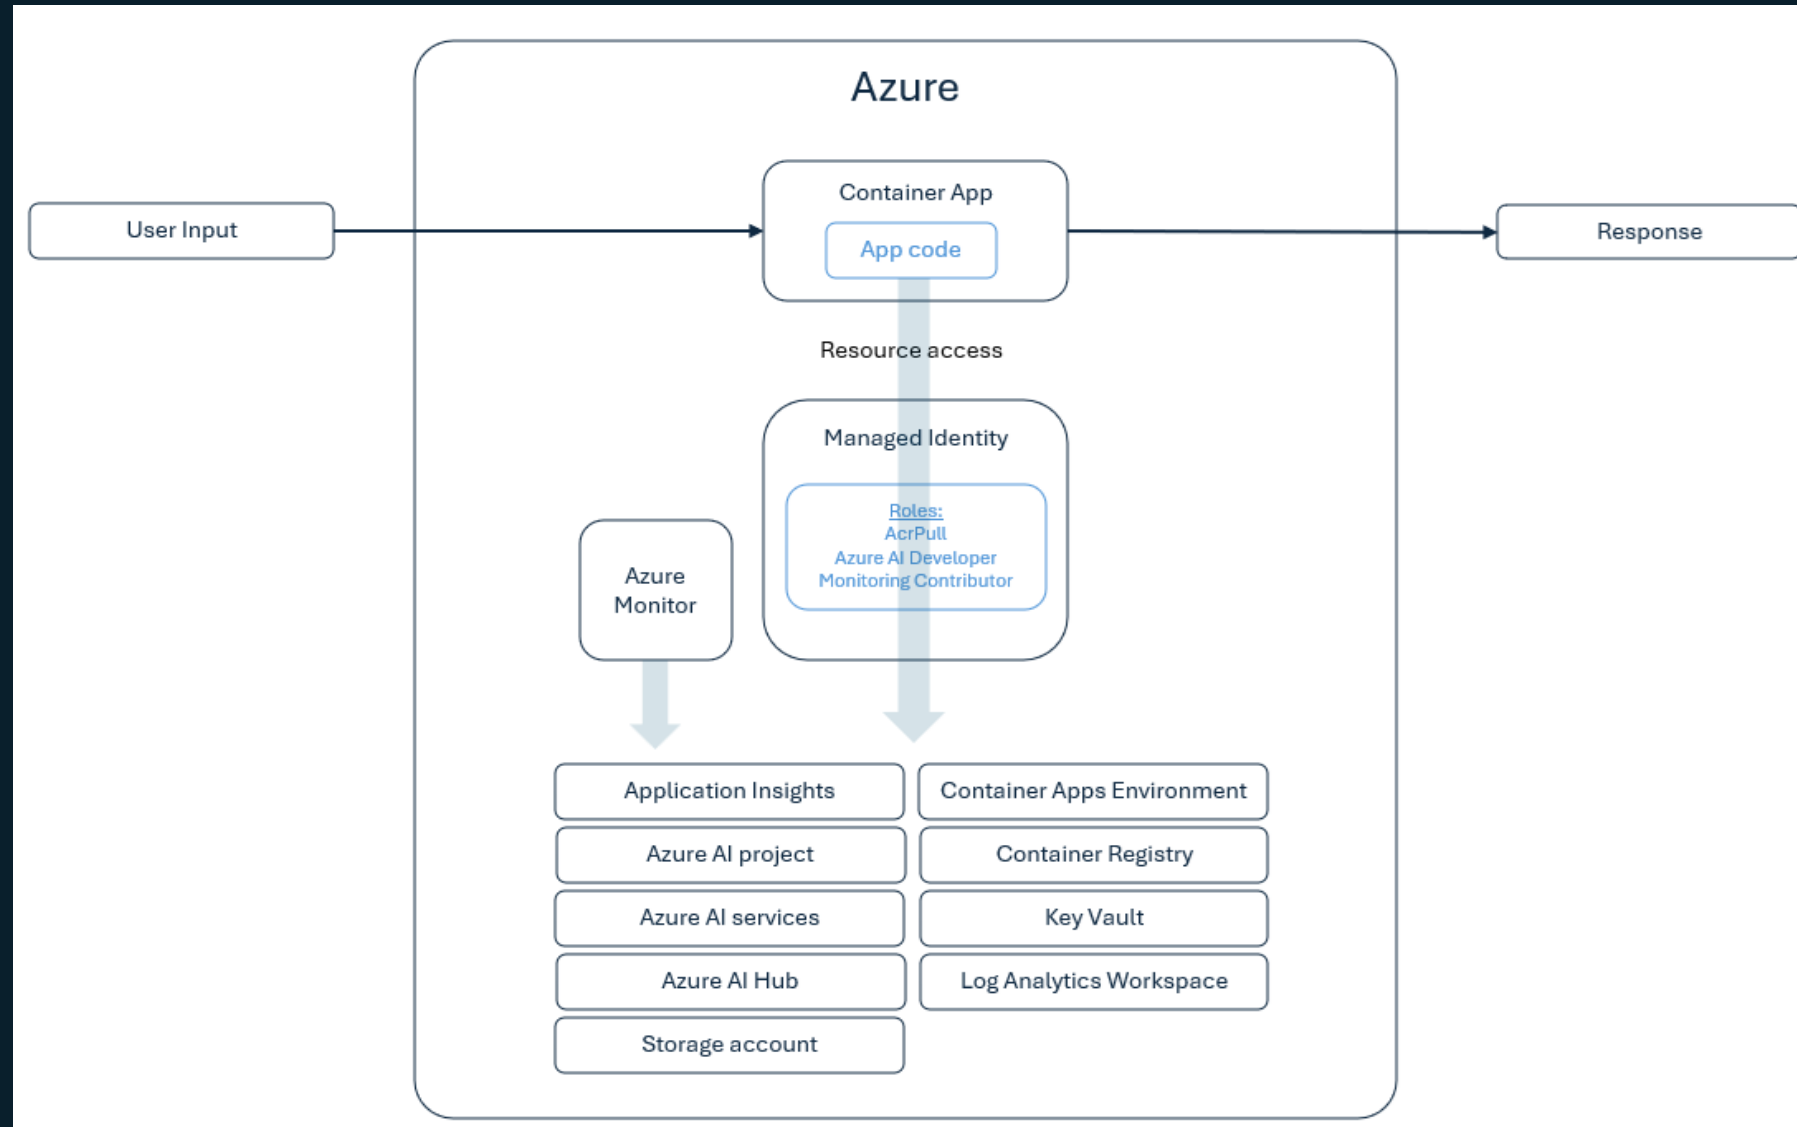 Azure
User Input
Container App
App code
Response
Resource access
Managed Identity
Roles:
AcrPull
Azure AI Developer
Monitoring Contributor
Azure
Monitor
Application Insights
Container Apps Environment
Azure AI project
Container Registry
Azure AI services
Key Vault
Azure AI Hub
Log Analytics Workspace
Storage account